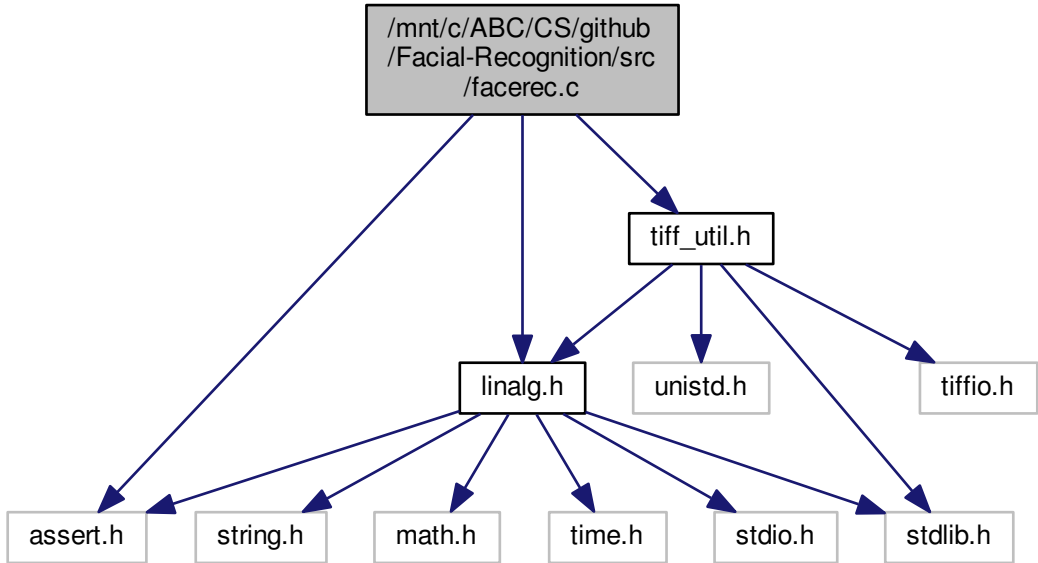 /mnt/c/ABC/CS/github
/Facial-Recognition/src
/facerec.c
tiff_util.h
linalg.h
unistd.h
tiffio.h
assert.h
string.h
math.h
time.h
stdio.h
stdlib.h